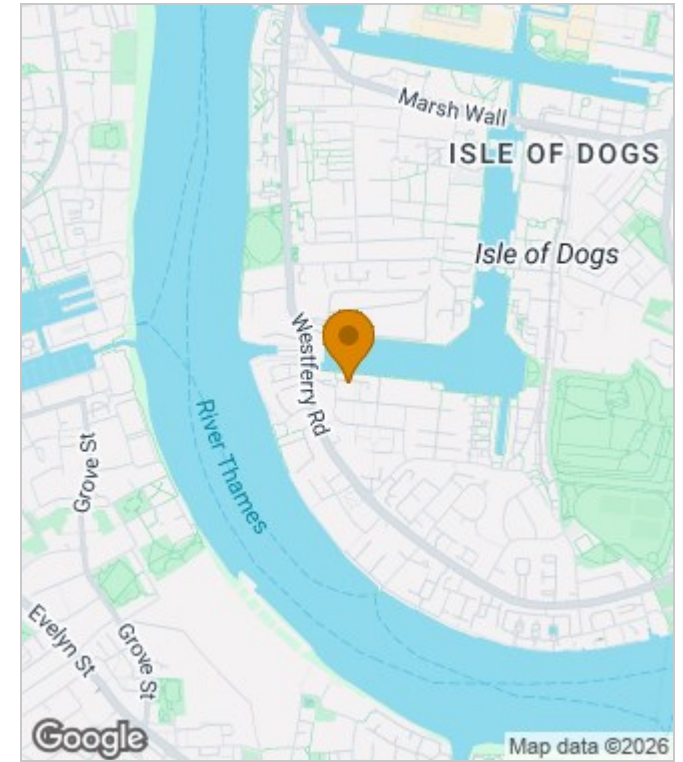 Marsh Wall
ISLE OF DOGS
Isle of Dogs
Westferry Rd
River Thames
Grove St
Evelyn St
Grove St
Google
Map data ©2026